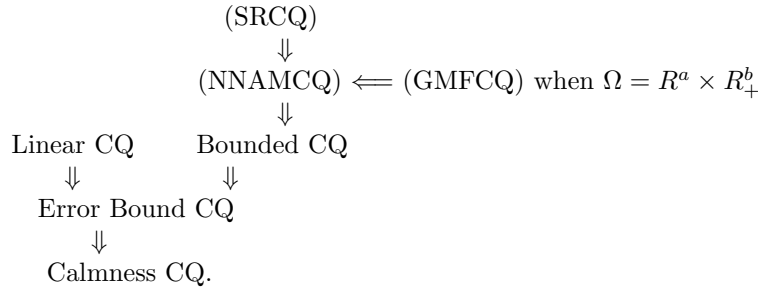 (SRCQ)
⇓
(NNAMCQ) ⟸ (GMFCQ) when Ω = R^a × R^b_+
⇓
Linear CQ Bounded CQ
⇓ ⇓
Error Bound CQ
⇓
Calmness CQ.